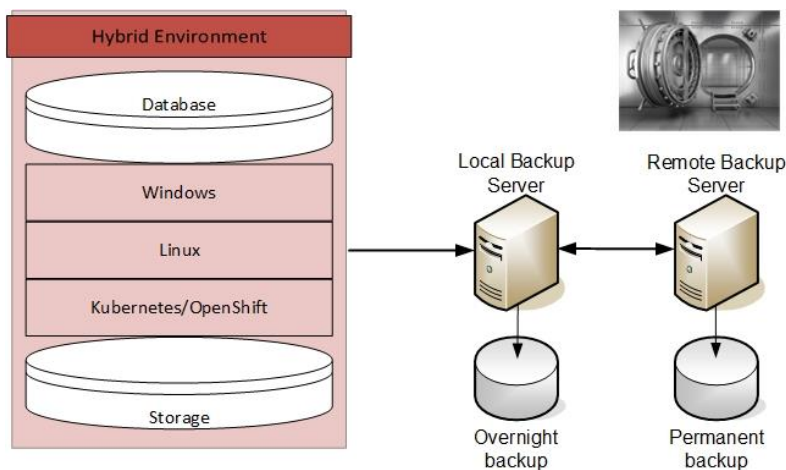 Hybrid Environment
Database
Windows
Linux
Kubernetes/OpenShift
Storage
Local Backup
Server
Overnight
backup
Remote Backup
Server
Permanent
backup